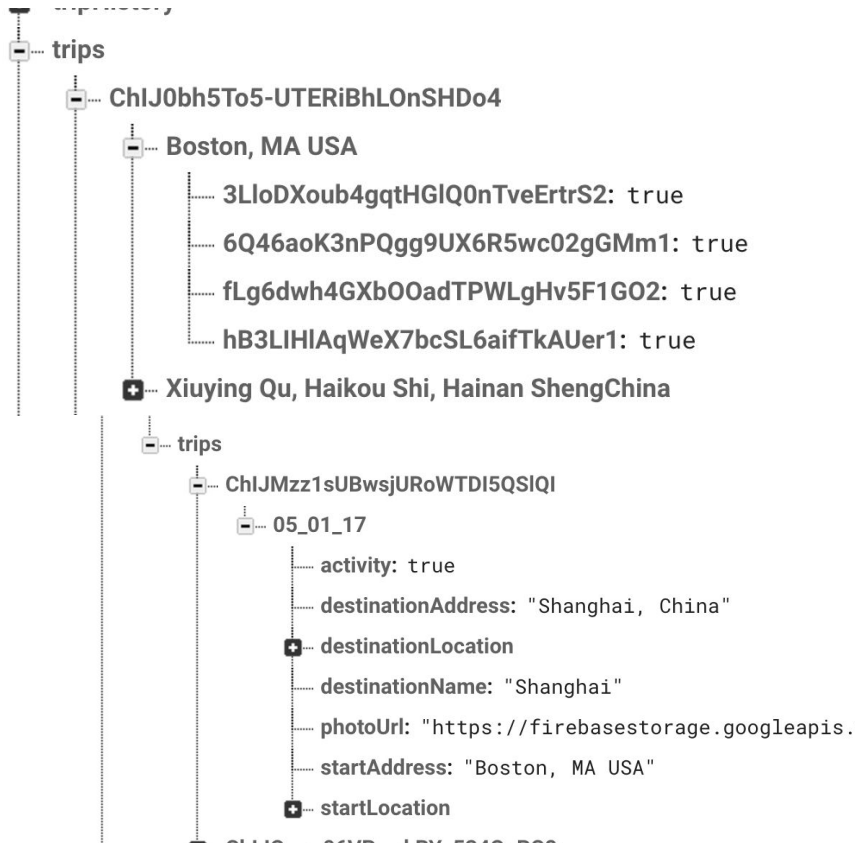 trips
ChIJ0bh5To5-UTERiBhLOnSHDo4
Boston, MA USA
3LloDXoub4gqtHGlQ0nTveErtrS2: true
6Q46aoK3nPQgg9UX6R5wc02gGMm1: true
fLg6dwh4GXbOOadTPWLgHv5F1GO2: true
hB3LIHlAqWeX7bcSL6aifTkAUer1: true
Xiuying Qu, Haikou Shi, Hainan ShengChina
trips
ChIJMzz1sUBwsjURoWTDI5QSlQI
05_01_17
activity: true
destinationAddress: "Shanghai, China"
destinationLocation
destinationName: "Shanghai"
photoUrl: "https://firebasestorage.googleapis.
startAddress: "Boston, MA USA"
startLocation